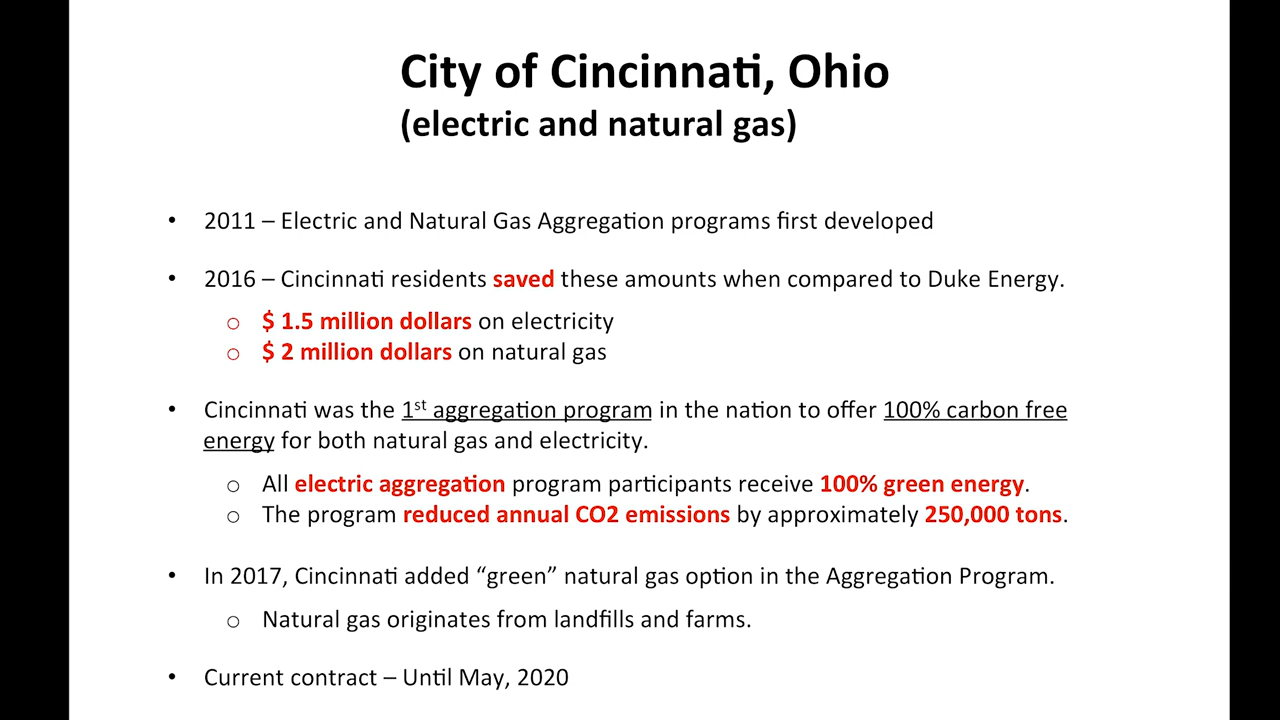 City of Cincinnati, Ohio
(electric and natural gas)
• 2011 – Electric and Natural Gas Aggregation programs first developed
• 2016 – Cincinnati residents saved these amounts when compared to Duke Energy.
o $ 1.5 million dollars on electricity
o $ 2 million dollars on natural gas
• Cincinnati was the 1st aggregation program in the nation to offer 100% carbon free
energy for both natural gas and electricity.
o All electric aggregation program participants receive 100% green energy.
o The program reduced annual CO2 emissions by approximately 250,000 tons.
• In 2017, Cincinnati added “green” natural gas option in the Aggregation Program.
o Natural gas originates from landfills and farms.
• Current contract – Until May, 2020